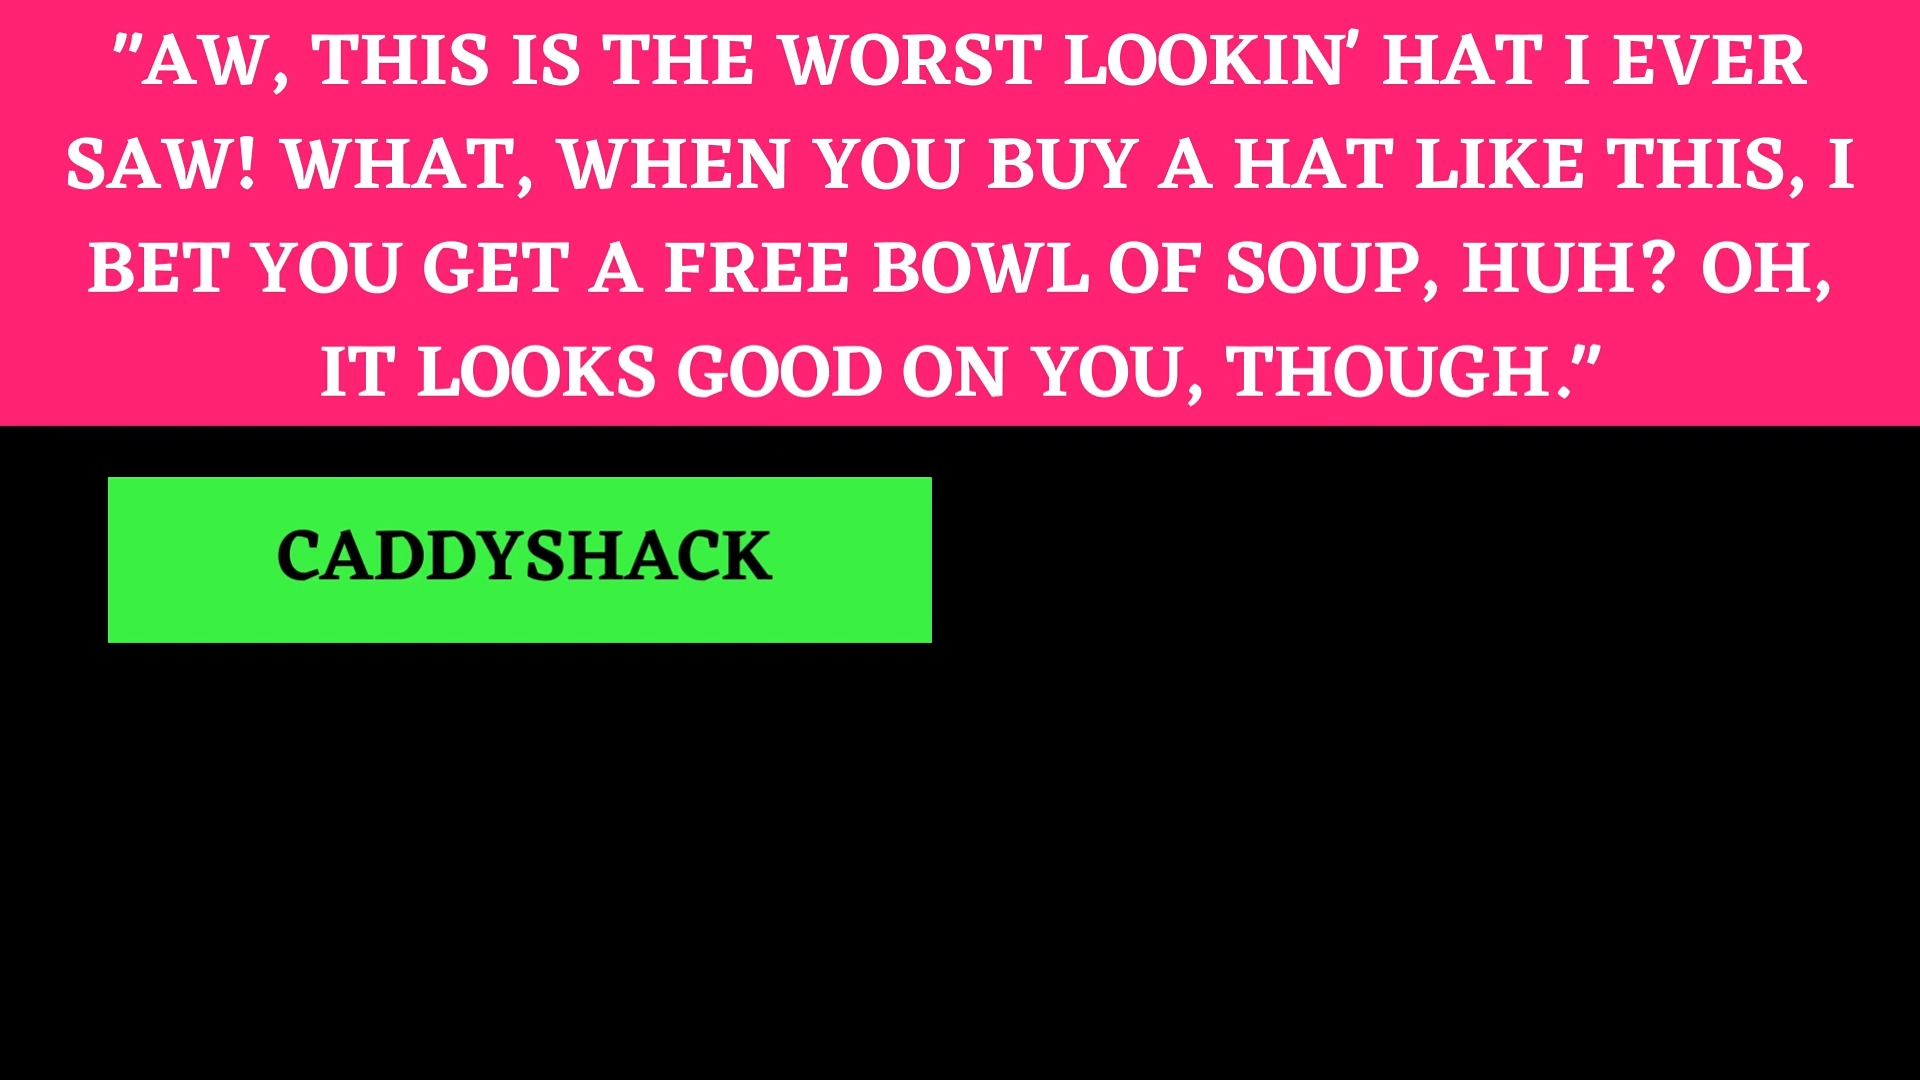 "AW, THIS IS THE WORST LOOKIN' HAT I EVER
SAW! WHAT, WHEN YOU BUY A HAT LIKE THIS, I
BET YOU GET A FREE BOWL OF SOUP, HUH? OH,
IT LOOKS GOOD ON YOU, THOUGH."
CADDYSHACK